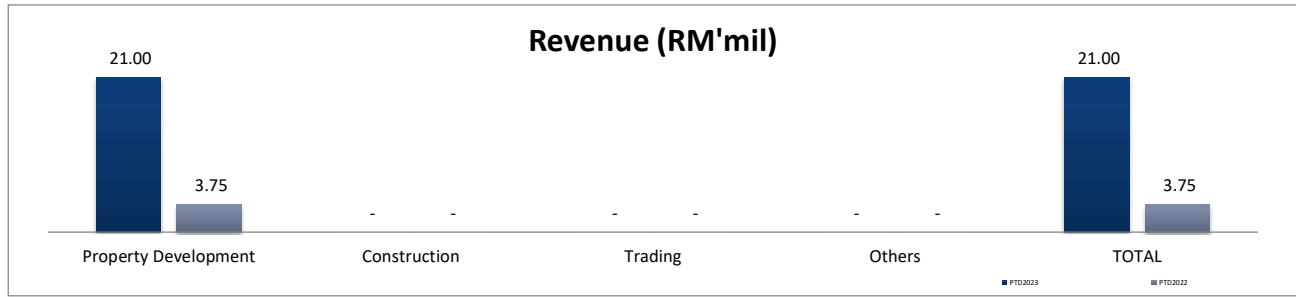 Revenue (RM'mil)
21.00
3.75
- -
- -
- -
21.00
3.75
Property Development
Construction
Trading
Others
TOTAL
PTD2023
PTD2022